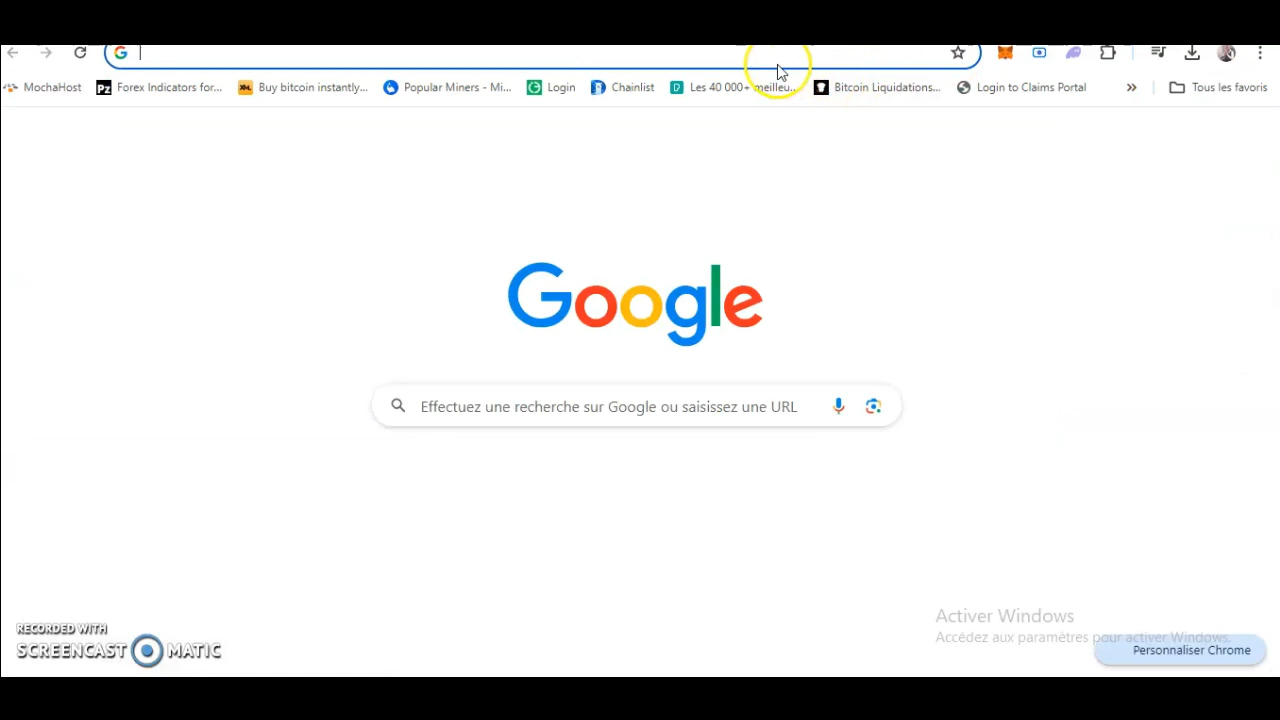 MochaHost
Forex Indicators for...
Buy bitcoin instantly...
Popular Miners - Mi...
Login
Chainlist
Les 40 000+ meilleu...
Bitcoin Liquidations...
Login to Claims Portal
Tous les favoris
Google
Effectuez une recherche sur Google ou saisissez une URL
Activer Windows
Accédez aux paramètres pour activer Windows.
Personnaliser Chrome
RECORDED WITH
SCREENCAST MATIC